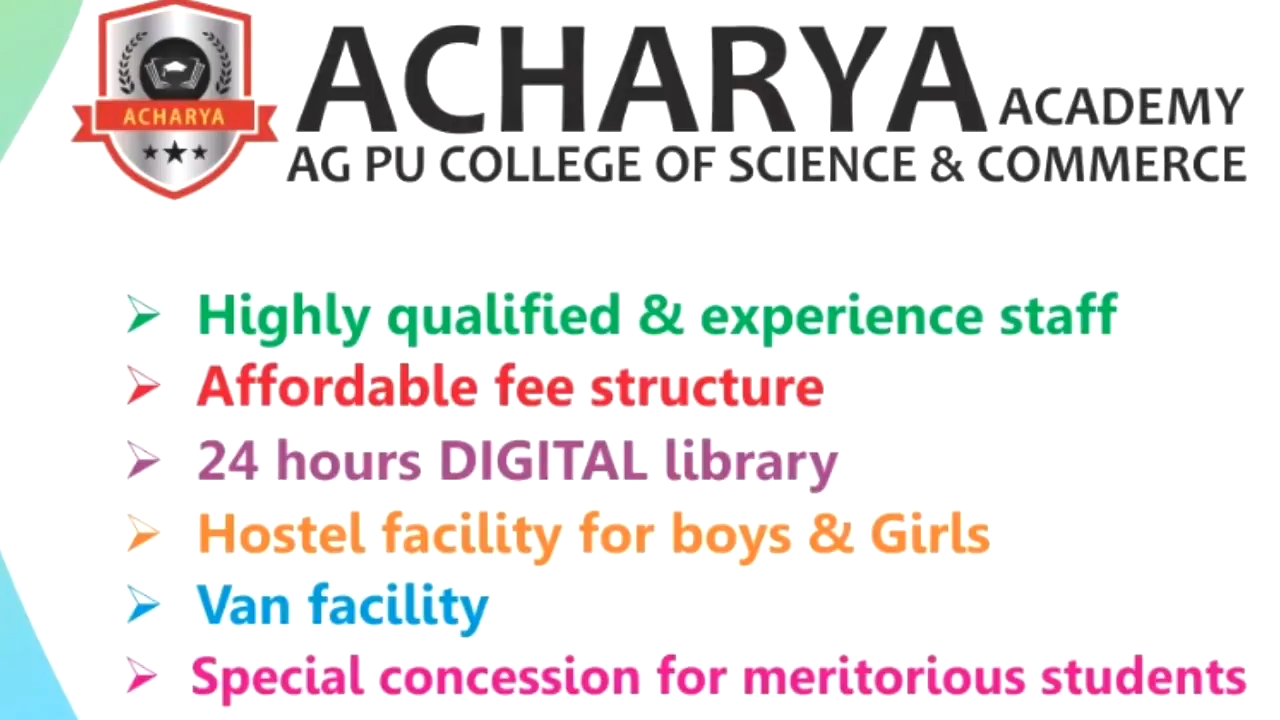 ACHARYA
ACHARYA ACADEMY
AG PU COLLEGE OF SCIENCE & COMMERCE
➢ Highly qualified & experience staff
➢ Affordable fee structure
➢ 24 hours DIGITAL library
➢ Hostel facility for boys & Girls
➢ Van facility
➢ Special concession for meritorious students